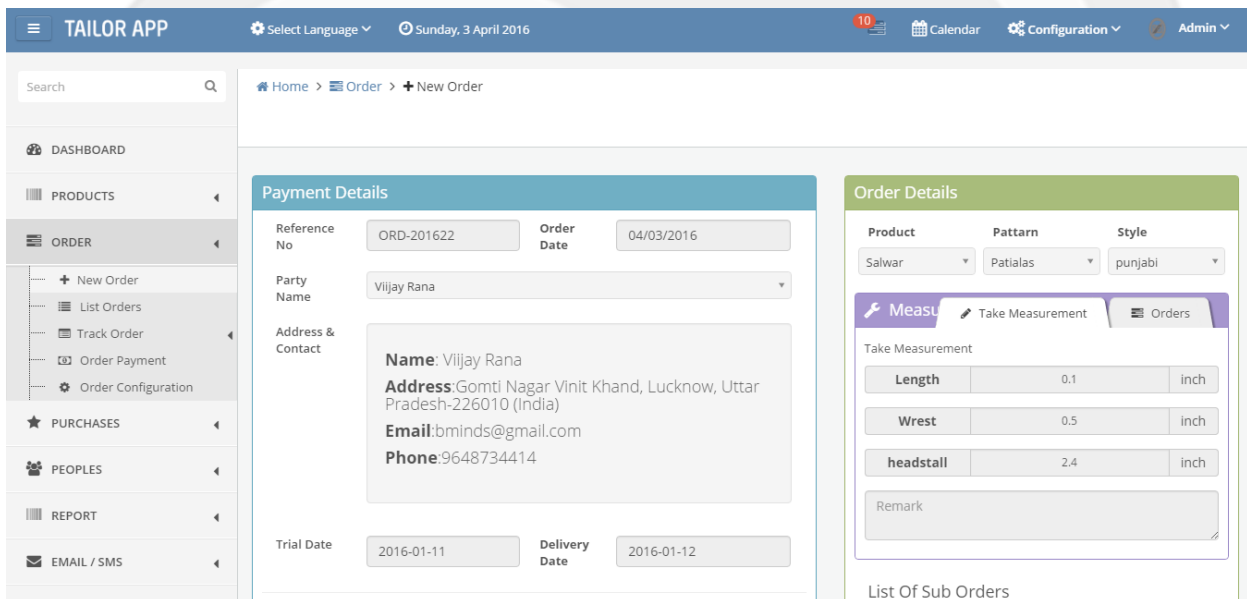 TAILOR APP
Select Language
Sunday, 3 April 2016
10
Calendar
Configuration
Admin
Search
DASHBOARD
PRODUCTS
ORDER
New Order
List Orders
Track Order
Order Payment
Order Configuration
PURCHASES
PEOPLES
REPORT
EMAIL / SMS
Home > Order > New Order
Payment Details
Reference No
ORD-201622
Order Date
04/03/2016
Party Name
Viijay Rana
Address & Contact
Name: Viijay Rana
Address:Gomti Nagar Vinit Khand, Lucknow, Uttar
Pradesh-226010 (India)
Email:bminds@gmail.com
Phone:9648734414
Trial Date
2016-01-11
Delivery Date
2016-01-12
Order Details
Product Pattarn Style
Salwar Patialas punjabi
Measu
Take Measurement
Orders
Take Measurement
Length 0.1 inch
Wrest 0.5 inch
headstall 2.4 inch
Remark
List Of Sub Orders